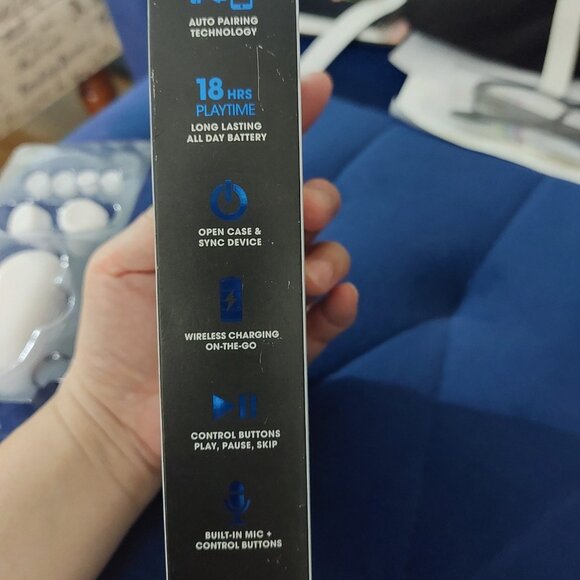 AUTO PAIRING
TECHNOLOGY
18 HRS
PLAYTIME
LONG LASTING
ALL DAY BATTERY
OPEN CASE &
SYNC DEVICE
WIRELESS CHARGING
ON-THE-GO
CONTROL BUTTONS
PLAY, PAUSE, SKIP
BUILT-IN MIC +
CONTROL BUTTONS